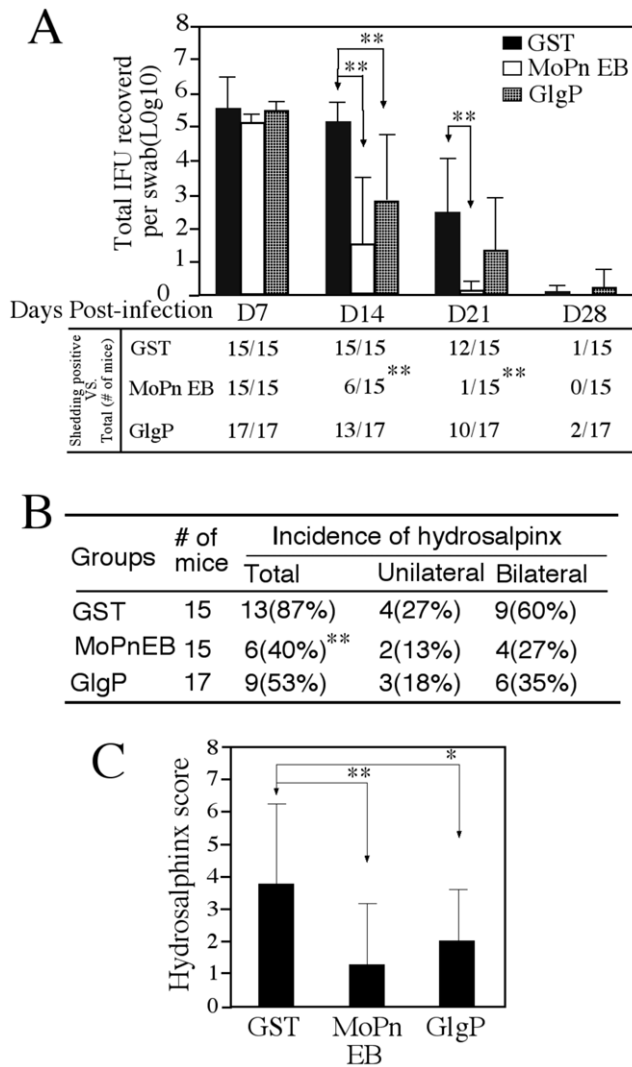 A
Total IFU recoverd
per swab(L0g10)
8
7
6
5
4
3
2
1
0
**
**
**
GST
MoPn EB
GlgP
Days Post-infection D7 D14 D21 D28
Shedding positive
VS.
Total (# of mice)
GST 15/15 15/15 12/15 1/15
MoPn EB 15/15 6/15** 1/15** 0/15
GlgP 17/17 13/17 10/17 2/17
B
Groups # of mice Incidence of hydrosalpinx
Total Unilateral Bilateral
GST 15 13(87%) 4(27%) 9(60%)
MoPnEB 15 6(40%)** 2(13%) 4(27%)
GlgP 17 9(53%) 3(18%) 6(35%)
C
Hydrosalphinx score
8
7
6
5
4
3
2
1
0
**
*
GST MoPn EB GlgP